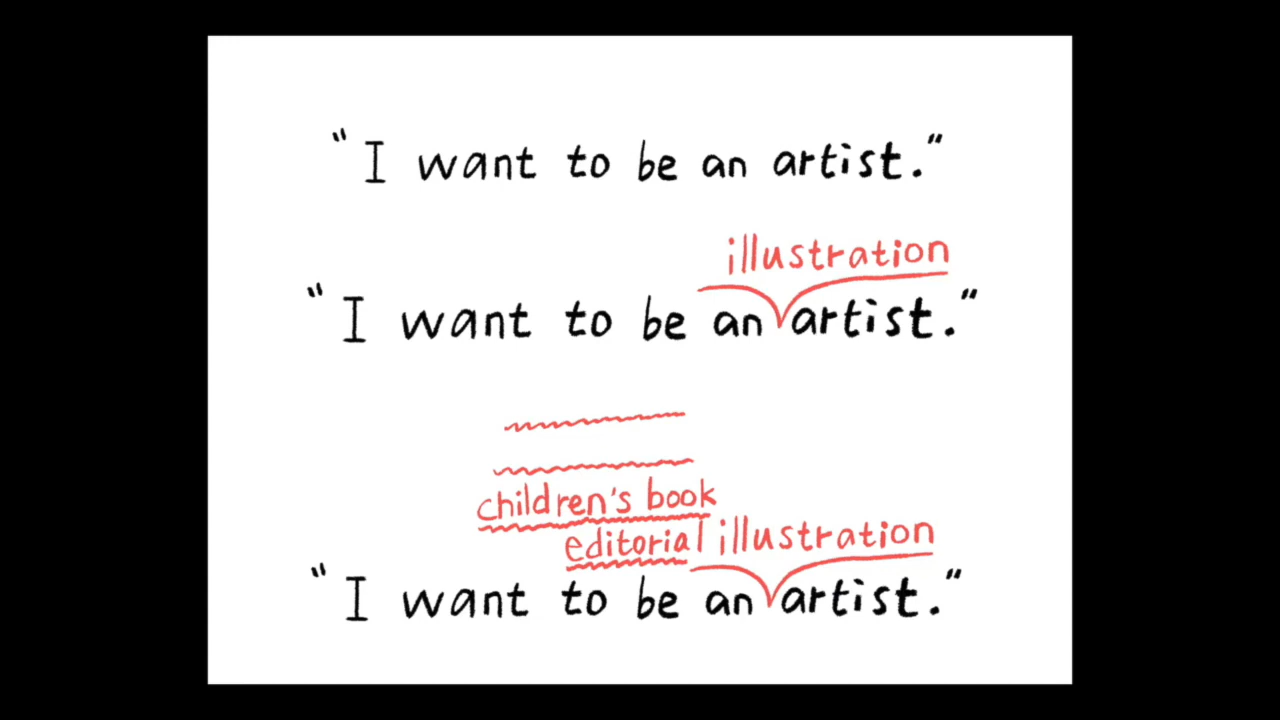 "I want to be an artist."
illustration
"I want to be an artist."
children's book
editorial illustration
"I want to be an artist."